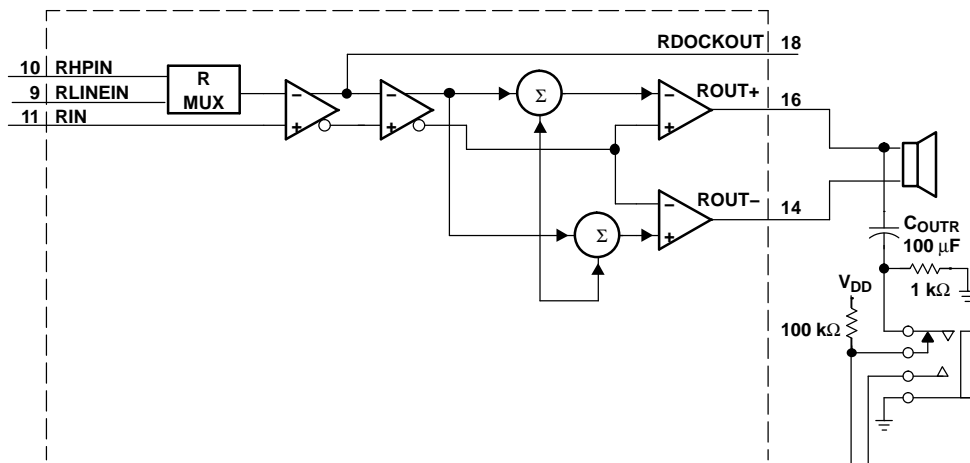 RDOCKOUT 18
10 RHPIN
9 RLINEIN
11 RIN
R
MUX
− + − +
Σ
− +
ROUT+ 16
Σ
− +
ROUT− 14
COUTR
100 μF
1 kΩ
VDD
100 kΩ